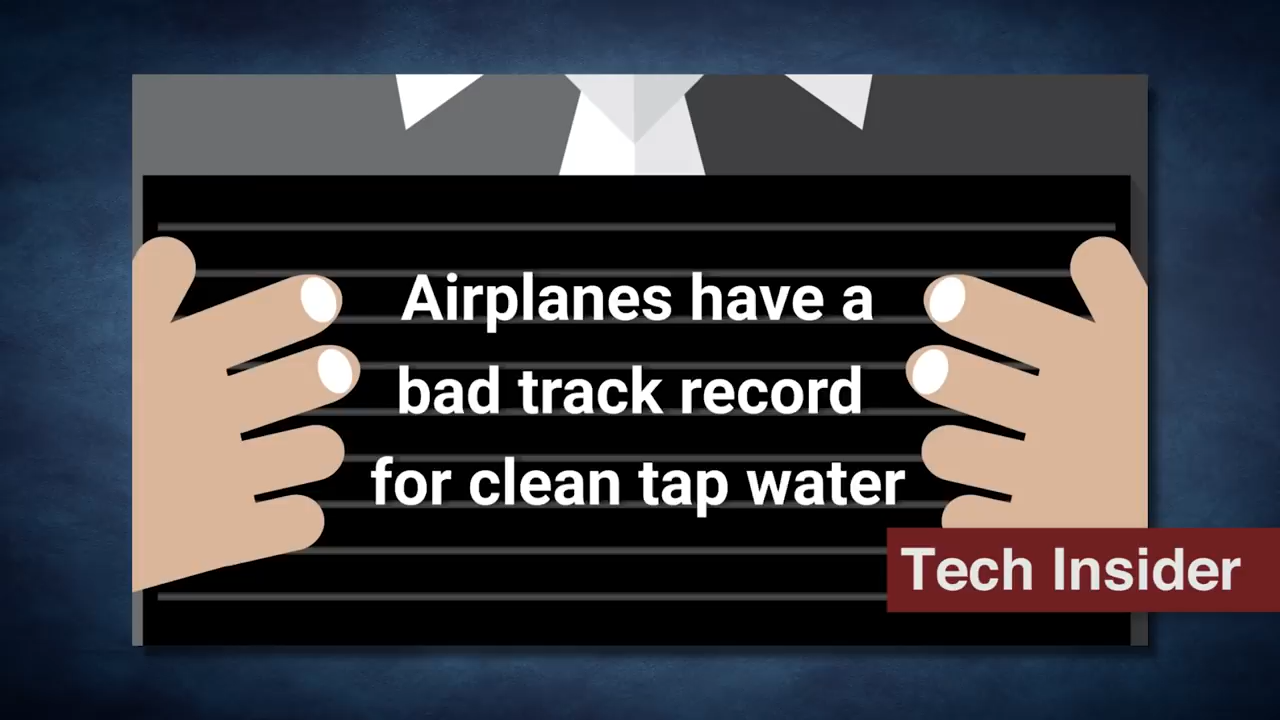 Airplanes have a
bad track record
for clean tap water
Tech Insider